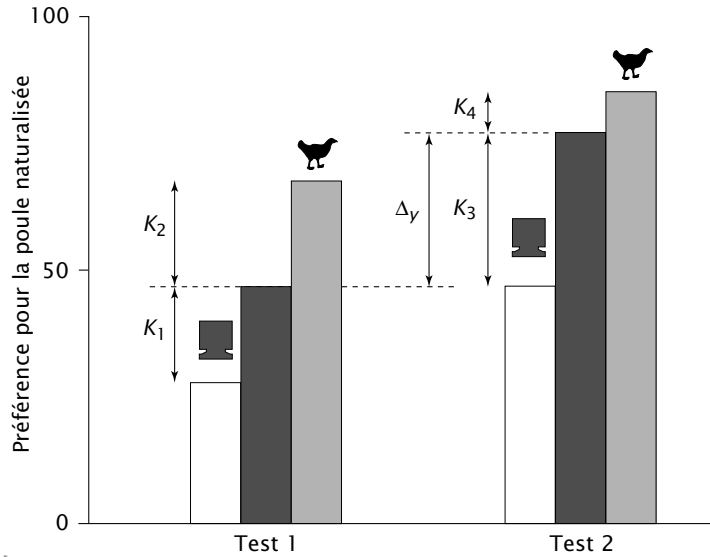 Préférence pour la poule naturalisée
100
50
0
K1
K2
K3
K4
Δy
Test 1
Test 2